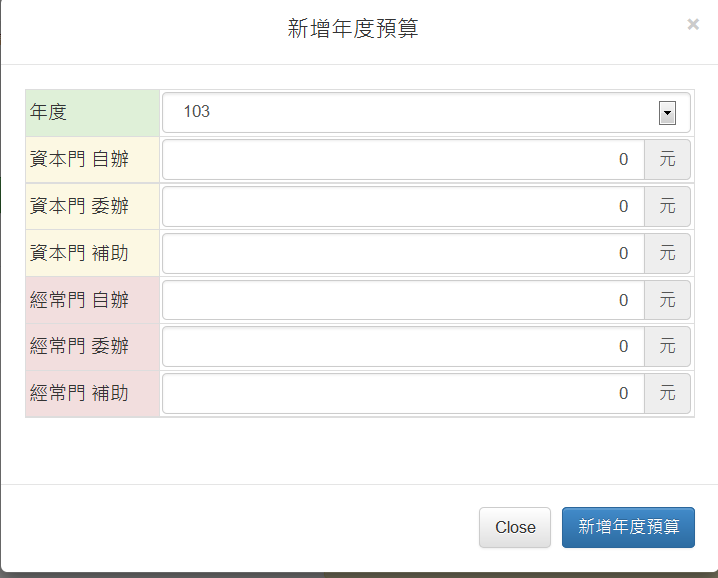 新增年度預算
×
年度 103
資本門 自辦 0 元
資本門 委辦 0 元
資本門 補助 0 元
經常門 自辦 0 元
經常門 委辦 0 元
經常門 補助 0 元
Close 新增年度預算